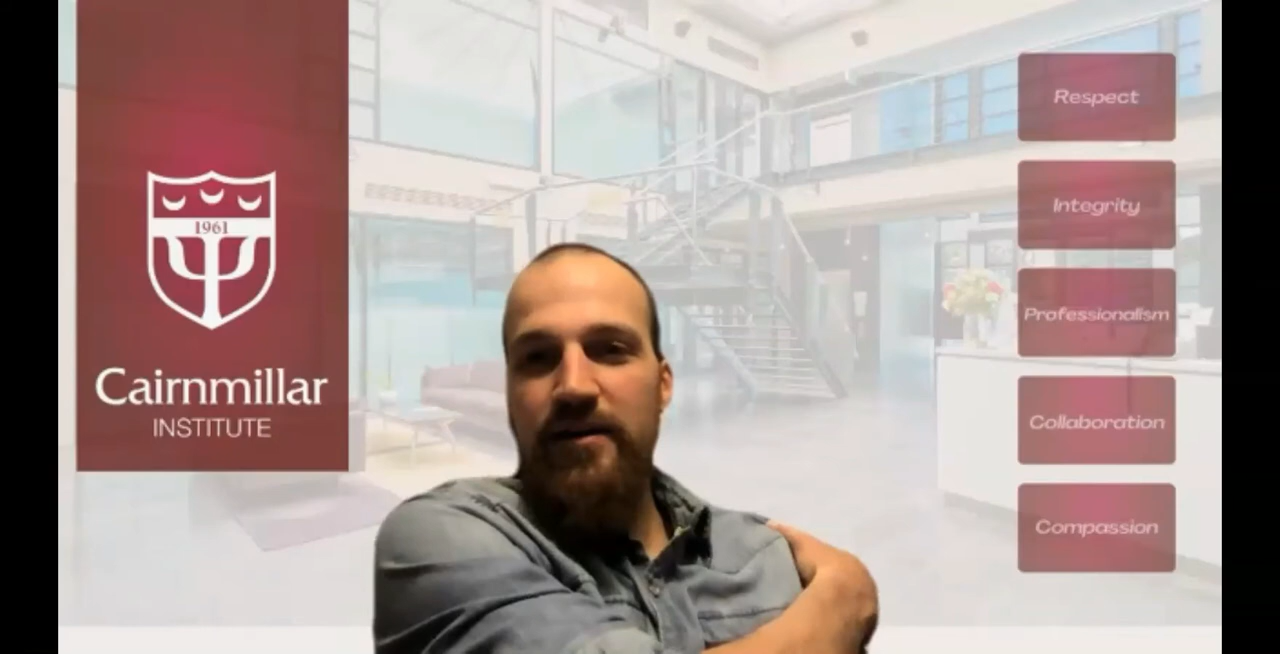 1961
Cairnmillar
INSTITUTE
Respect
Integrity
Professionalism
Collaboration
Compassion